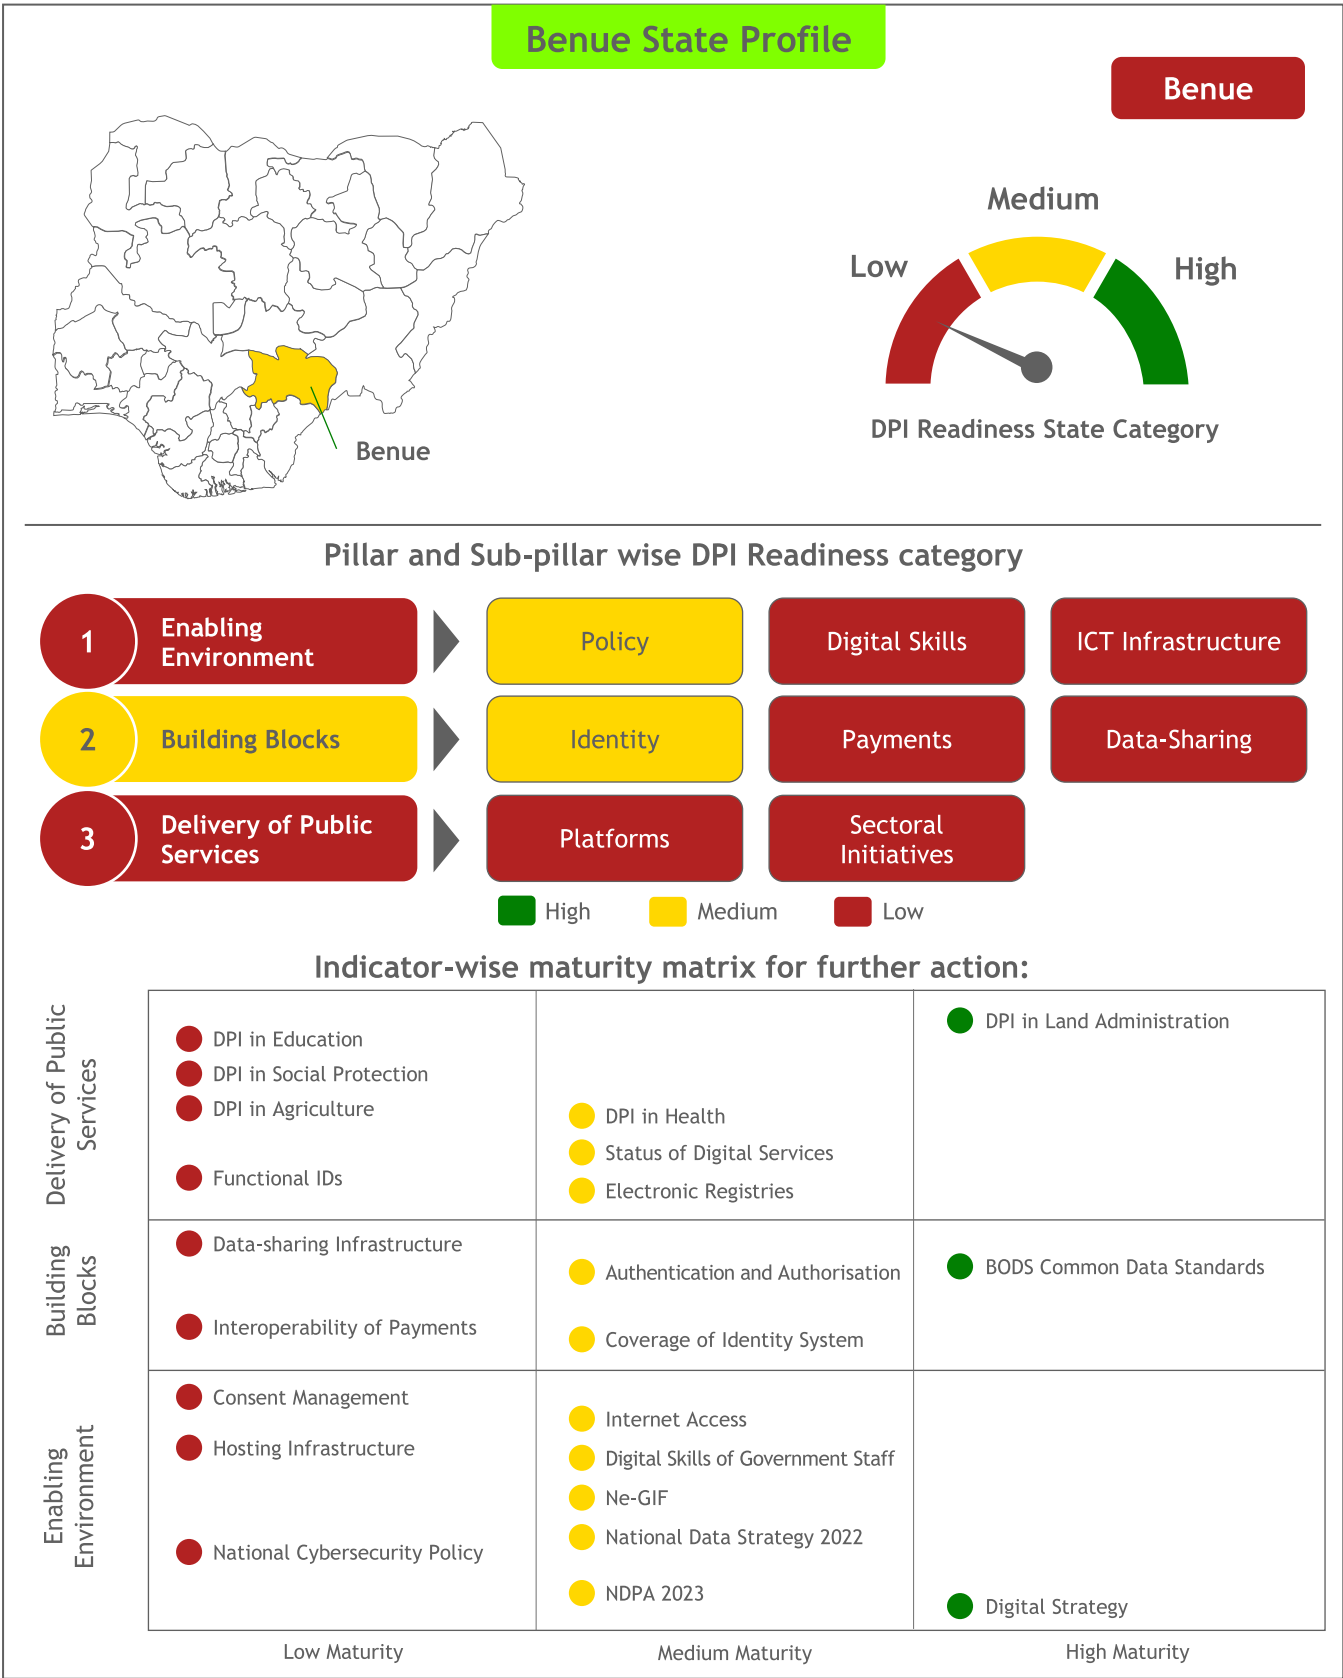 Benue State Profile
Benue
Medium
Low
High
DPI Readiness State Category
Benue
Pillar and Sub-pillar wise DPI Readiness category
1
Enabling
Environment
Policy
Digital Skills
ICT Infrastructure
2
Building Blocks
Identity
Payments
Data-Sharing
3
Delivery of Public
Services
Platforms
Sectoral
Initiatives
High
Medium
Low
Indicator-wise maturity matrix for further action:
Delivery of Public
Services
DPI in Education
DPI in Social Protection
DPI in Agriculture
Functional IDs
DPI in Health
Status of Digital Services
Electronic Registries
DPI in Land Administration
Building
Blocks
Data-sharing Infrastructure
Interoperability of Payments
Authentication and Authorisation
Coverage of Identity System
BODS Common Data Standards
Enabling
Environment
Consent Management
Hosting Infrastructure
National Cybersecurity Policy
Internet Access
Digital Skills of Government Staff
Ne-GIF
National Data Strategy 2022
NDPA 2023
Digital Strategy
Low Maturity
Medium Maturity
High Maturity